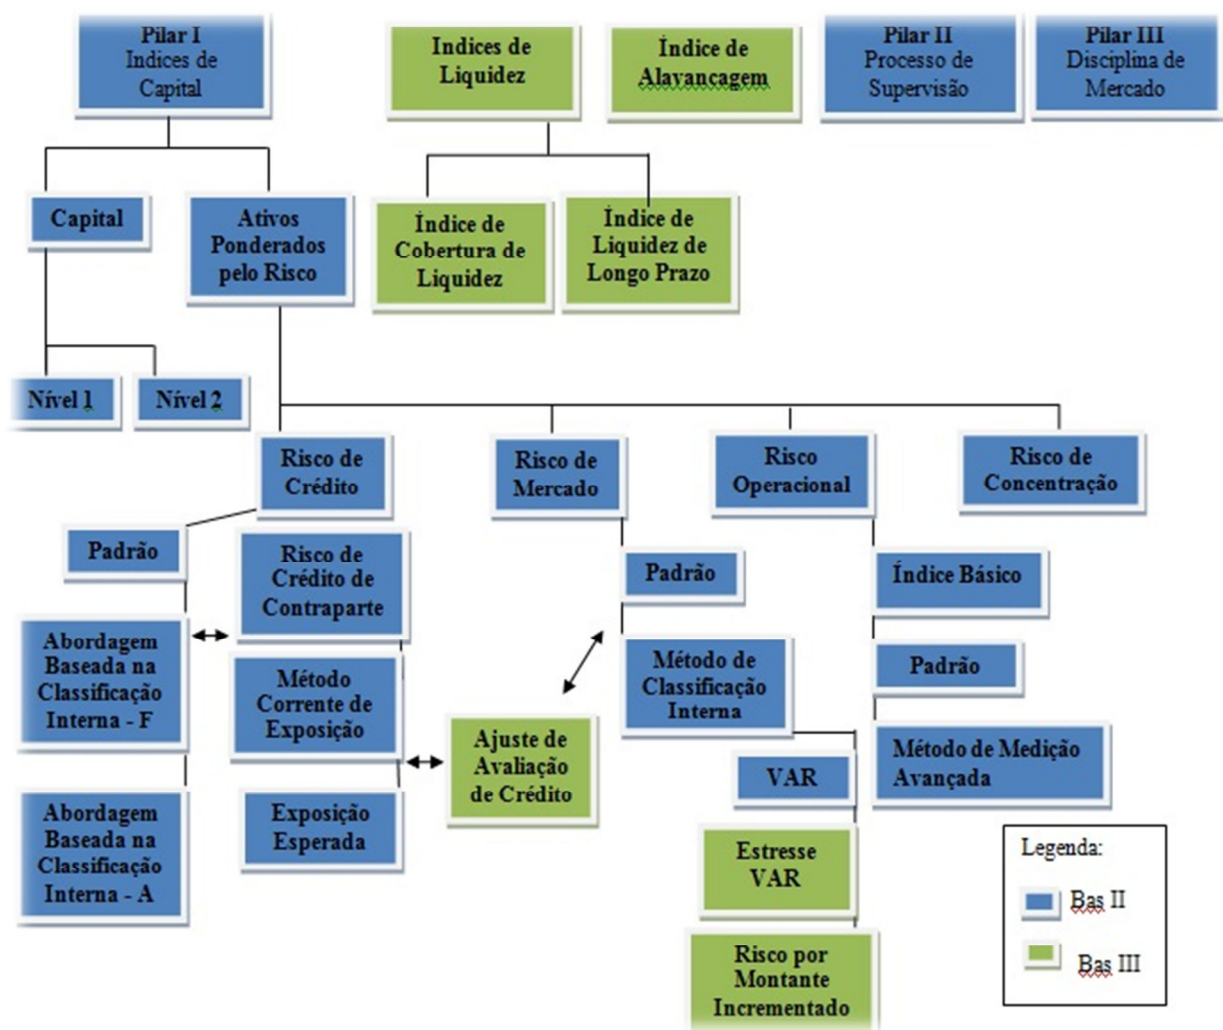 Pilar I
Indices de
Capital
Indices de
Liquidez
Índice de
Alavancagem
Pilar II
Processo de
Supervisão
Pilar III
Disciplina de
Mercado
Capital
Ativos
Ponderados
pelo Risco
Índice de
Cobertura de
Liquidez
Índice de
Liquidez de
Longo Prazo
Nível 1
Nível 2
Risco de
Crédito
Risco de
Mercado
Risco
Operacional
Risco de
Concentração
Padrão
Risco de
Crédito de
Contraparte
Padrão
Índice Básico
Abordagem
Baseada na
Classificação
Interna - F
Método
Corrente de
Exposição
Método de
Classificação
Interna
Padrão
Ajuste de
Avaliação
de Crédito
VAR
Método de Medição
Avançada
Abordagem
Baseada na
Classificação
Interna - A
Exposição
Esperada
Estresse
VAR
Risco por
Montante
Incrementado
Legenda:
Bas II
Bas III